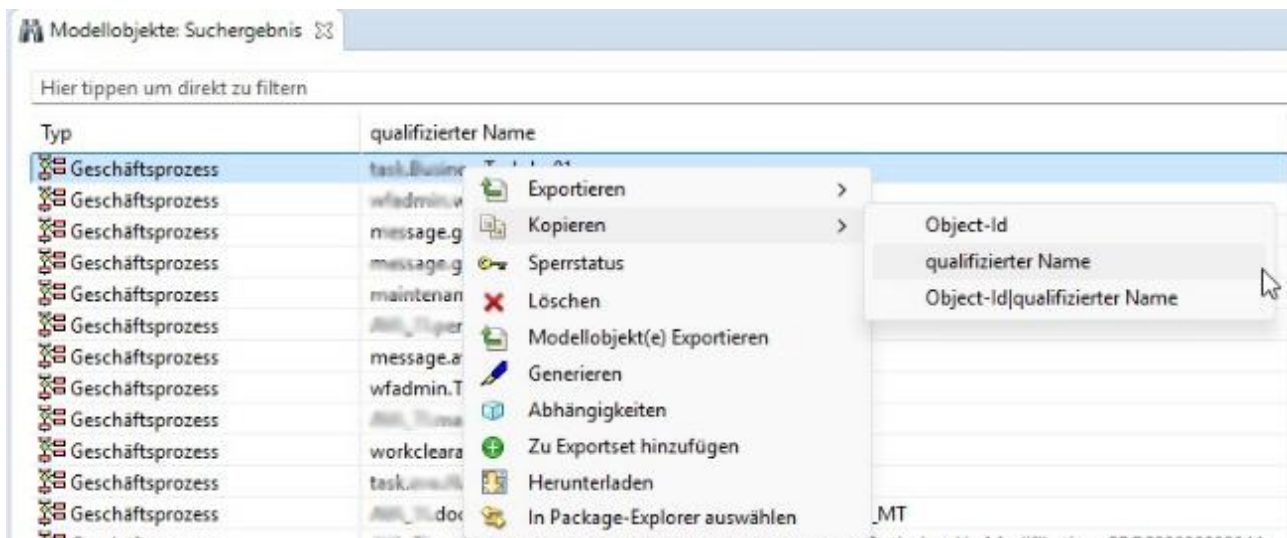 Modellobjekte: Suchergebnis
Hier tippen um direkt zu filtern
Typ qualifizierter Name
Geschäftsprozess
Geschäftsprozess
Geschäftsprozess message.g
Geschäftsprozess message.g
Geschäftsprozess maintenan
Geschäftsprozess
Geschäftsprozess message.a
Geschäftsprozess wfadmin.T
Geschäftsprozess
Geschäftsprozess workcleara
Geschäftsprozess task.
Geschäftsprozess doc _MT
Exportieren >
Kopieren >
Sperrstatus
Löschen
Modellobjekt(e) Exportieren
Generieren
Abhängigkeiten
Zu Exportset hinzufügen
Herunterladen
In Package-Explorer auswählen
Object-Id
qualifizierter Name
Object-Id|qualifizierter Name